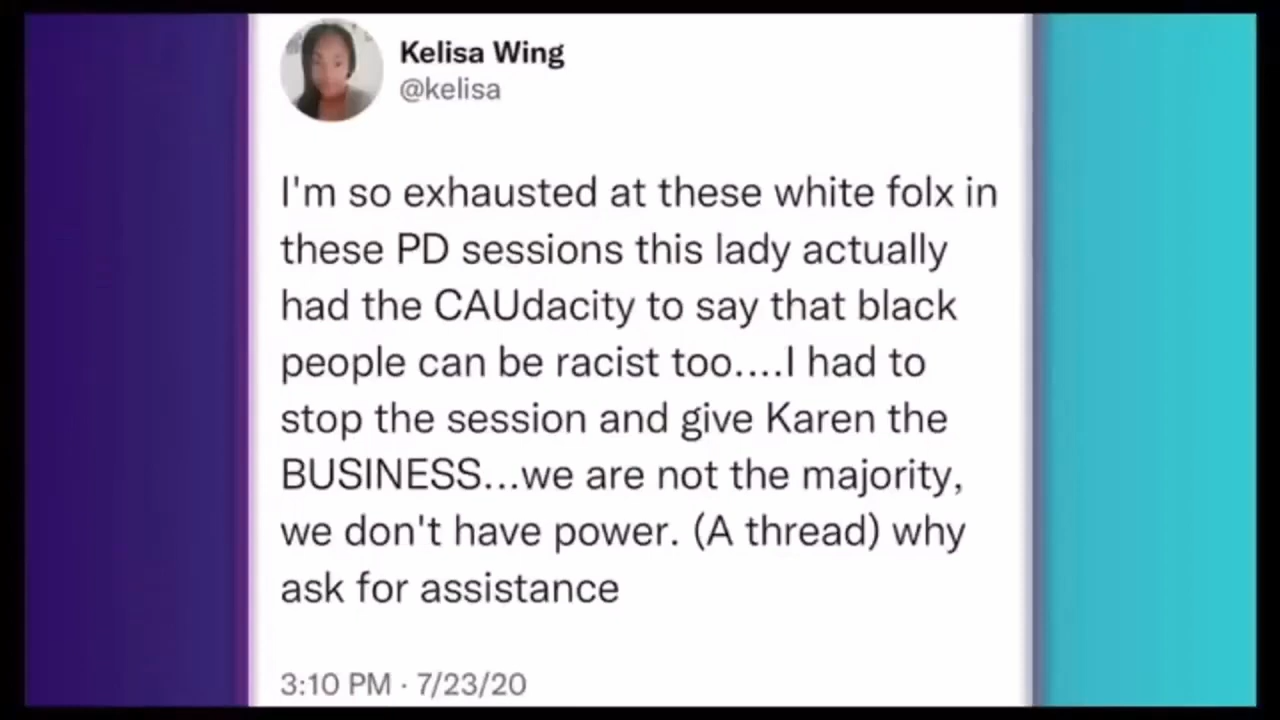 Kelisa Wing
@kelisa
I'm so exhausted at these white folx in
these PD sessions this lady actually
had the CAUdacity to say that black
people can be racist too....I had to
stop the session and give Karen the
BUSINESS...we are not the majority,
we don't have power. (A thread) why
ask for assistance
3:10 PM · 7/23/20